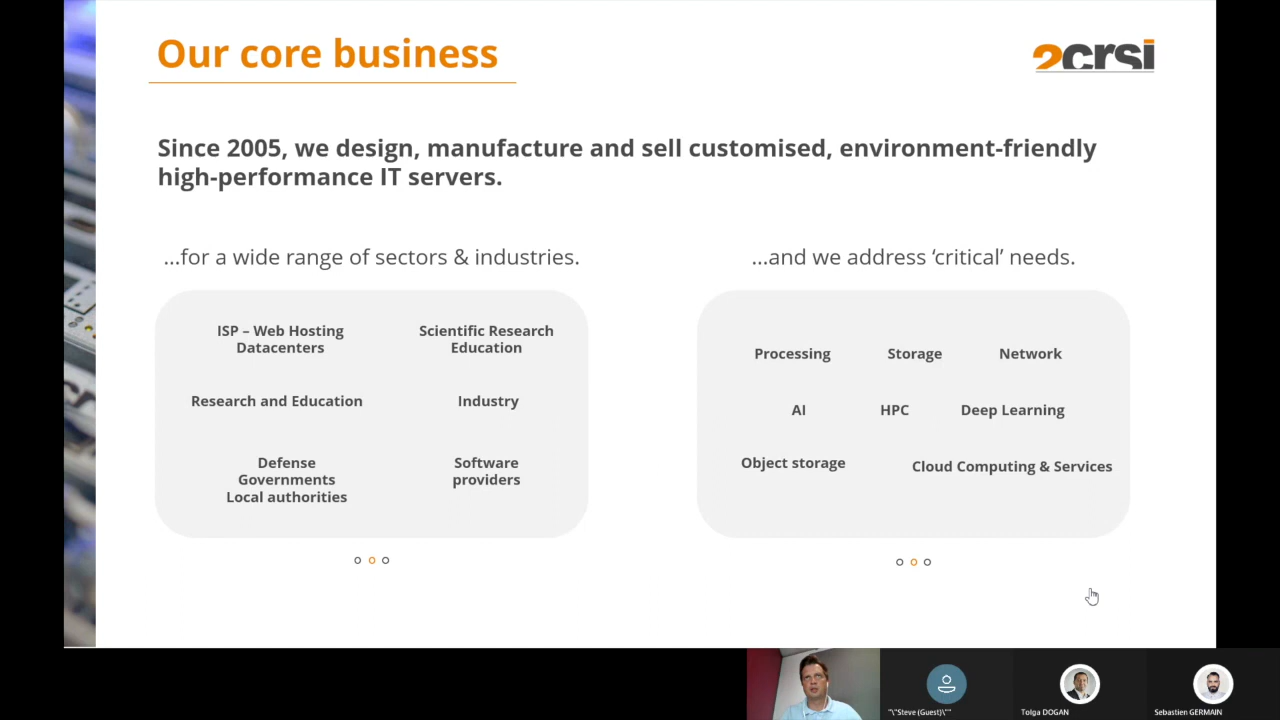 Our core business
2crsi
Since 2005, we design, manufacture and sell customised, environment-friendly
high-performance IT servers.
...for a wide range of sectors & industries.
ISP – Web Hosting
Datacenters
Scientific Research
Education
Research and Education
Industry
Defense
Governments
Local authorities
Software
providers
...and we address ‘critical’ needs.
Processing
Storage
Network
AI
HPC
Deep Learning
Object storage
Cloud Computing & Services
"\"Steve (Guest)\""
Tolga DOGAN
Sebastien GERMAIN